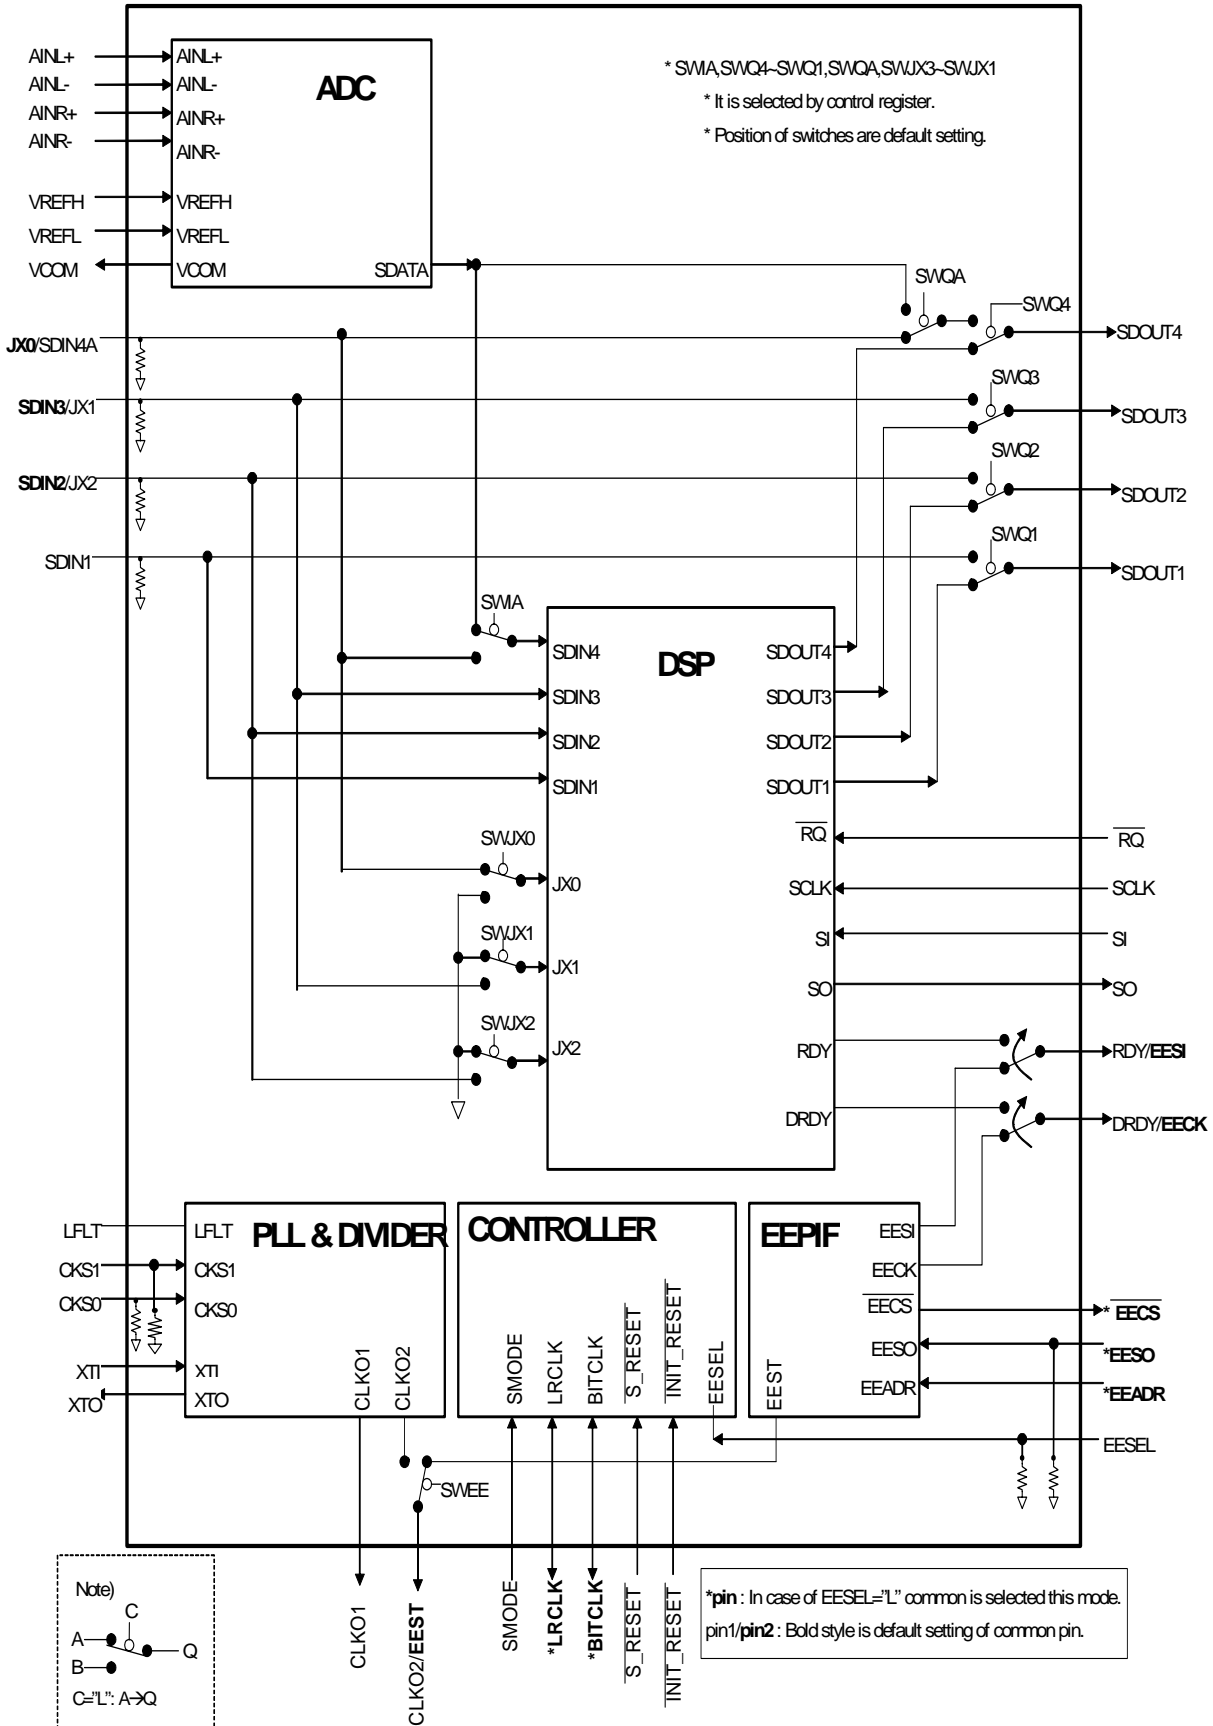 * SWIA,SWQ4~SWQ1,SWQA,SWJX3~SWJX1
* It is selected by control register.
* Position of switches are default setting.
AINL+
AINL-
AINR+
AINR-
VREFH
VREFL
VCOM
JX0/SDIN4A
SDIN3/JX1
SDIN2/JX2
SDIN1
ADC
AINL+
AINL-
AINR+
AINR-
VREFH
VREFL
VCOM
SDATA
SWQA
SWQ4
SDOUT4
SWQ3
SDOUT3
SWQ2
SDOUT2
SWQ1
SDOUT1
SWIA
DSP
SDIN4
SDIN3
SDIN2
SDIN1
SDOUT4
SDOUT3
SDOUT2
SDOUT1
SWJX0
JX0
SWJX1
JX1
SWJX2
JX2
RQ
SCLK
SI
SO
RDY
DRDY
RQ
SCLK
SI
SO
RDY/EESI
DRDY/EECK
LFLT
CKS1
CKS0
XTI
XTO
PLL & DIVIDER
LFLT
CKS1
CKS0
XTI
XTO
CLKO1
CLKO2
CONTROLLER
SMODE
LRCLK
BITCLK
S_RESET
INIT_RESET
EESEL
EEPIF
EESI
EECK
EECS
EESO
EEADR
EEST
* EECS
*EESO
*EEADR
EESEL
SWEE
CLKO1
CLKO2/EEST
SMODE
*LRCLK
*BITCLK
S_RESET
INIT_RESET
Note)
C
A
Q
B
C="L": A→Q
*pin : In case of EESEL="L" common is selected this mode.
pin1/pin2 : Bold style is default setting of common pin.